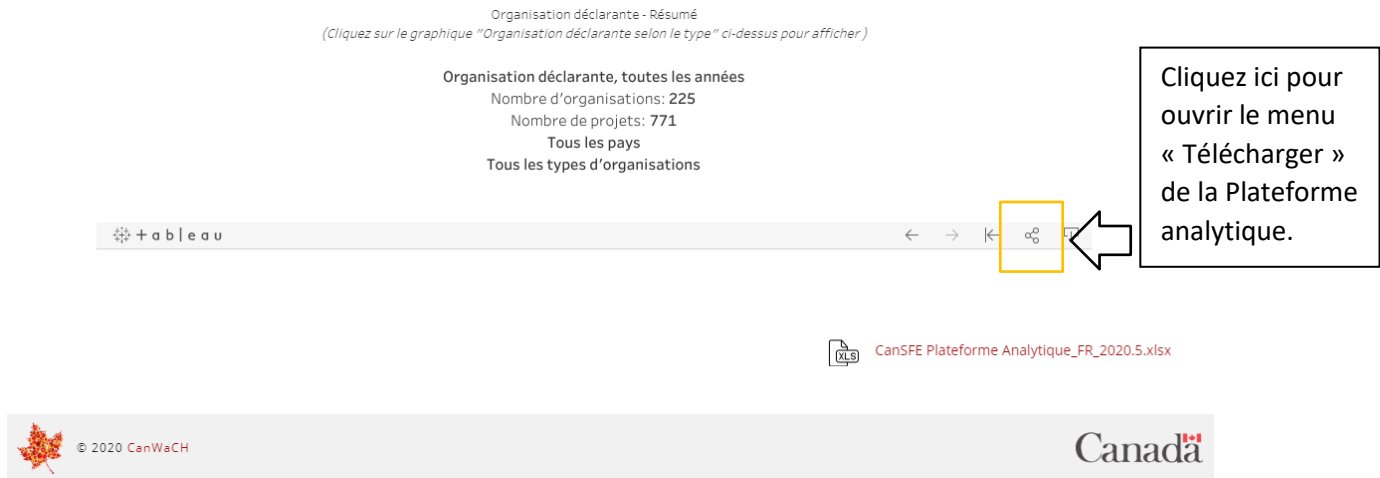 Organisation déclarante - Résumé
(Cliquez sur le graphique "Organisation déclarante selon le type" ci-dessus pour afficher )
Organisation déclarante, toutes les années
Nombre d'organisations: 225
Nombre de projets: 771
Tous les pays
Tous les types d'organisations
Cliquez ici pour
ouvrir le menu
« Télécharger »
de la Plateforme
analytique.
+ableau
XLS
CanSFE Plateforme Analytique_FR_2020.5.xlsx
© 2020 CanWaCH
Canada